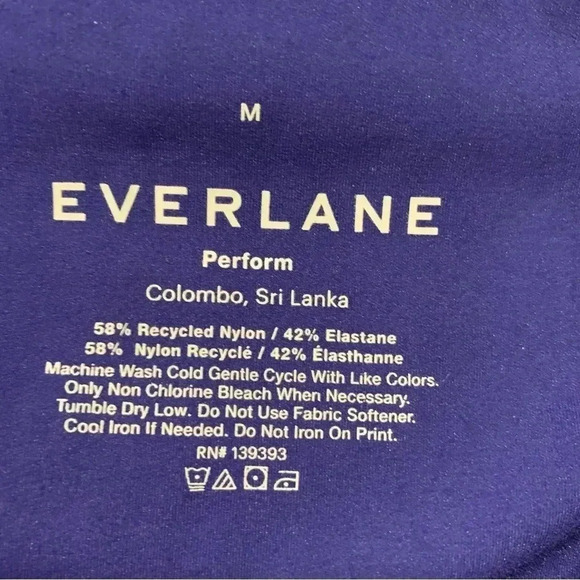 M
EVERLANE
Perform
Colombo, Sri Lanka
58% Recycled Nylon / 42% Elastane
58% Nylon Recyclé / 42% Élasthanne
Machine Wash Cold Gentle Cycle With Like Colors.
Only Non Chlorine Bleach When Necessary.
Tumble Dry Low. Do Not Use Fabric Softener.
Cool Iron If Needed. Do Not Iron On Print.
RN# 139393